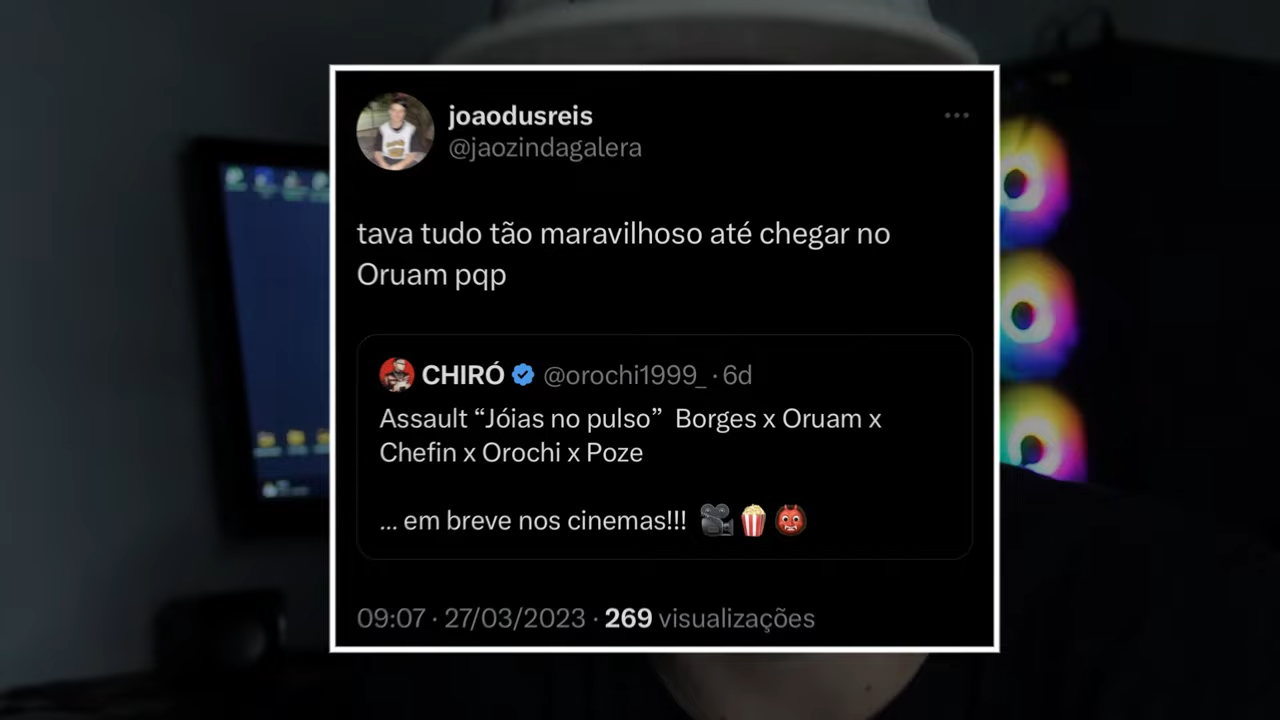 joaodusreis
@jaozindagalera
tava tudo tão maravilhoso até chegar no
Oruam pqp
CHIRÓ @orochi1999_ · 6d
Assault “Jóias no pulso” Borges x Oruam x
Chefin x Orochi x Poze
... em breve nos cinemas!!! 🎥🍿👹
09:07 · 27/03/2023 · 269 visualizações